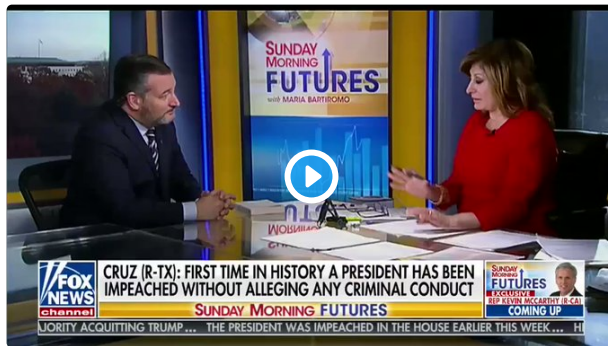 SUNDAY
MORNING
FUTURES
with MARIA BARTIROMO
FOX
NEWS
channel
CRUZ (R-TX): FIRST TIME IN HISTORY A PRESIDENT HAS BEEN
IMPEACHED WITHOUT ALLEGING ANY CRIMINAL CONDUCT
SUNDAY MORNING FUTURES
SUNDAY
MORNING
FUTURES
EXCLUSIVE
REP KEVIN MCCARTHY (R-CA)
COMING UP
JORITY ACQUITTING TRUMP ... THE PRESIDENT WAS IMPEACHED IN THE HOUSE EARLIER THIS WEEK ... HE